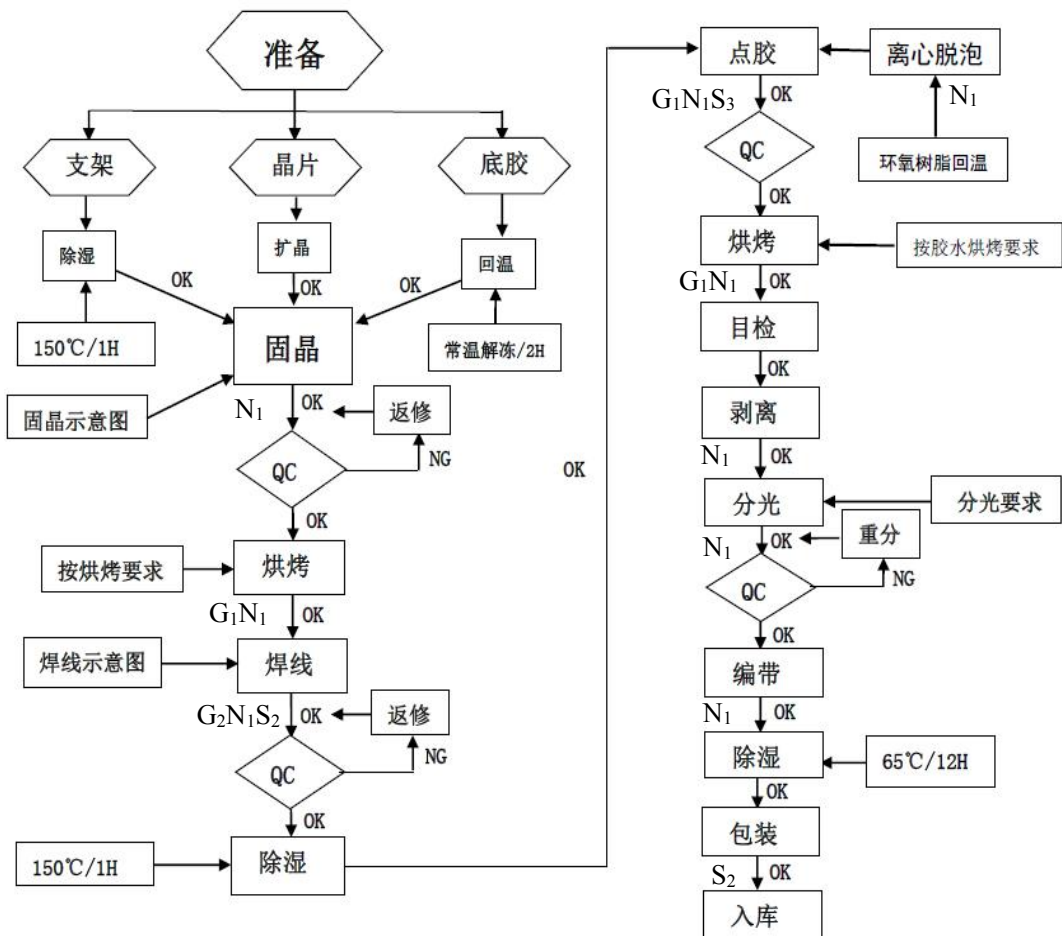 准备
支架
晶片
底胶
除湿
扩晶
回温
OK
OK
OK
150℃/1H
固晶
常温解冻/2H
固晶示意图
N₁
OK
返修
QC
NG
OK
按烘烤要求
烘烤
G₁N₁
OK
焊线示意图
焊线
G₂N₁S₂
OK
返修
QC
NG
OK
150℃/1H
除湿
OK
点胶
离心脱泡
G₁N₁S₃
OK
N₁
QC
环氧树脂回温
OK
烘烤
按胶水烘烤要求
G₁N₁
OK
目检
OK
剥离
N₁
OK
分光
分光要求
N₁
OK
重分
QC
NG
OK
编带
N₁
OK
除湿
65℃/12H
OK
包装
S₂
OK
入库